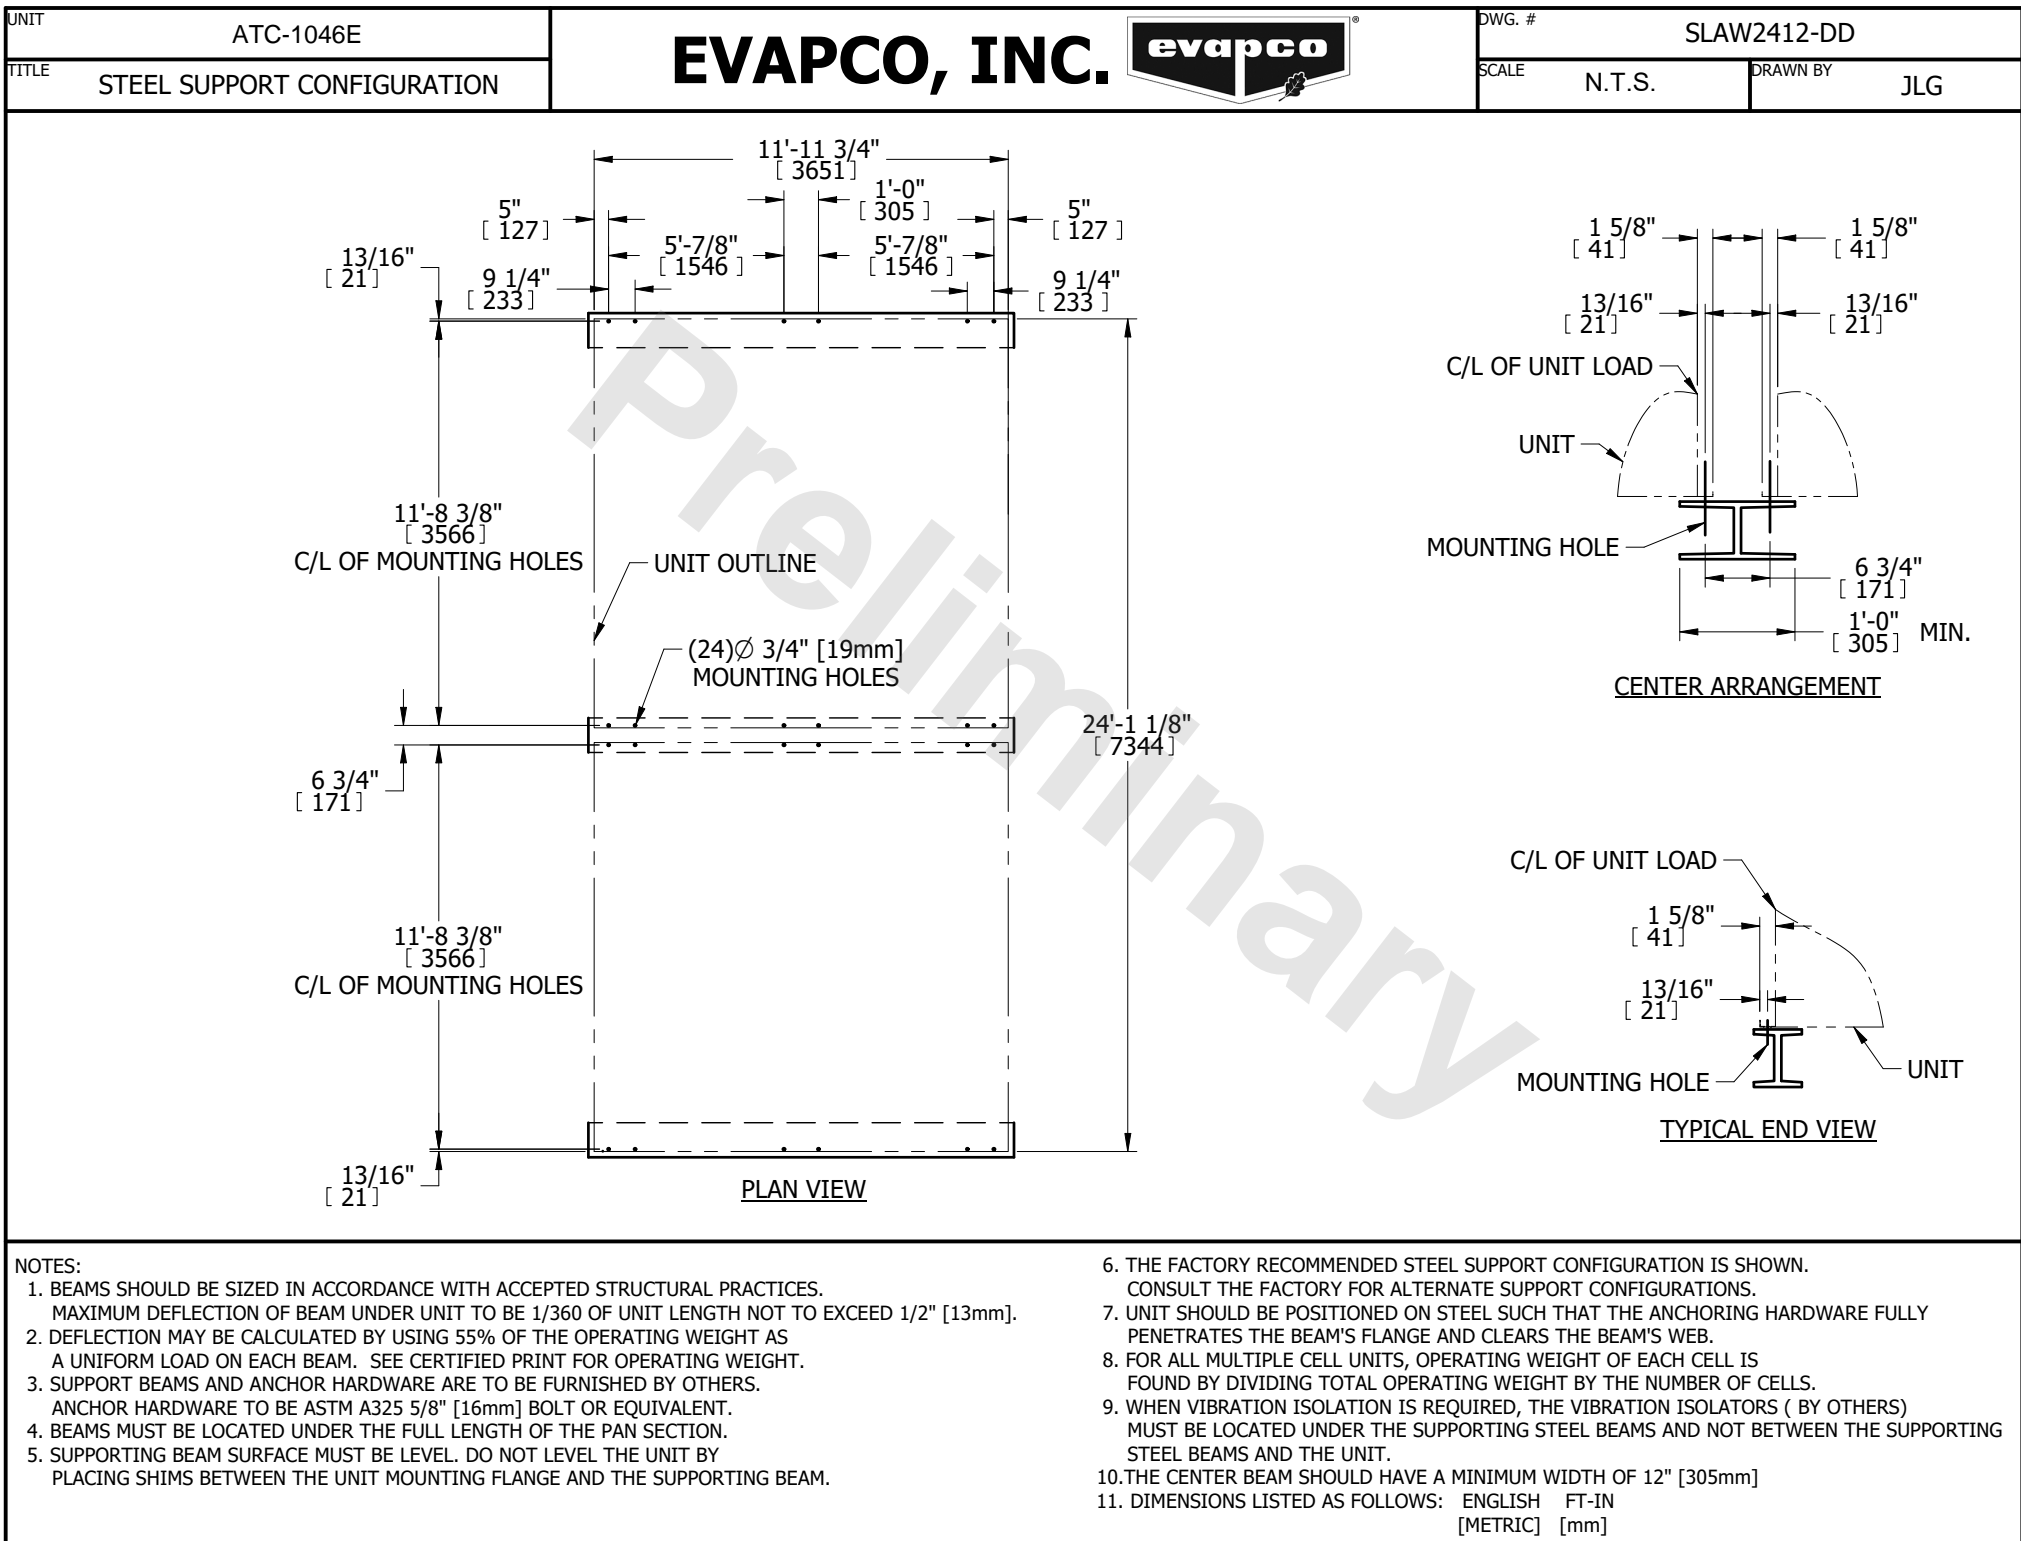 UNIT
ATC-1046E
TITLE
STEEL SUPPORT CONFIGURATION
EVAPCO, INC.
evapco
®
DWG. #
SLAW2412-DD
SCALE
N.T.S.
DRAWN BY
JLG
11'-11 3/4"
[ 3651 ]
1'-0"
[ 305 ]
5"
[ 127 ]
5"
[ 127 ]
5'-7/8"
[ 1546 ]
5'-7/8"
[ 1546 ]
13/16"
[ 21 ]
9 1/4"
[ 233 ]
9 1/4"
[ 233 ]
11'-8 3/8"
[ 3566 ]
C/L OF MOUNTING HOLES
UNIT OUTLINE
(24)∅ 3/4" [19mm]
MOUNTING HOLES
24'-1 1/8"
[ 7344 ]
6 3/4"
[ 171 ]
11'-8 3/8"
[ 3566 ]
C/L OF MOUNTING HOLES
13/16"
[ 21 ]
PLAN VIEW
Preliminary
1 5/8"
[ 41 ]
1 5/8"
[ 41 ]
13/16"
[ 21 ]
13/16"
[ 21 ]
C/L OF UNIT LOAD
UNIT
MOUNTING HOLE
6 3/4"
[ 171 ]
1'-0"
[ 305 ] MIN.
CENTER ARRANGEMENT
C/L OF UNIT LOAD
1 5/8"
[ 41 ]
13/16"
[ 21 ]
MOUNTING HOLE
UNIT
TYPICAL END VIEW
NOTES:
1. BEAMS SHOULD BE SIZED IN ACCORDANCE WITH ACCEPTED STRUCTURAL PRACTICES.
MAXIMUM DEFLECTION OF BEAM UNDER UNIT TO BE 1/360 OF UNIT LENGTH NOT TO EXCEED 1/2" [13mm].
2. DEFLECTION MAY BE CALCULATED BY USING 55% OF THE OPERATING WEIGHT AS
A UNIFORM LOAD ON EACH BEAM. SEE CERTIFIED PRINT FOR OPERATING WEIGHT.
3. SUPPORT BEAMS AND ANCHOR HARDWARE ARE TO BE FURNISHED BY OTHERS.
ANCHOR HARDWARE TO BE ASTM A325 5/8" [16mm] BOLT OR EQUIVALENT.
4. BEAMS MUST BE LOCATED UNDER THE FULL LENGTH OF THE PAN SECTION.
5. SUPPORTING BEAM SURFACE MUST BE LEVEL. DO NOT LEVEL THE UNIT BY
PLACING SHIMS BETWEEN THE UNIT MOUNTING FLANGE AND THE SUPPORTING BEAM.
6. THE FACTORY RECOMMENDED STEEL SUPPORT CONFIGURATION IS SHOWN.
CONSULT THE FACTORY FOR ALTERNATE SUPPORT CONFIGURATIONS.
7. UNIT SHOULD BE POSITIONED ON STEEL SUCH THAT THE ANCHORING HARDWARE FULLY
PENETRATES THE BEAM'S FLANGE AND CLEARS THE BEAM'S WEB.
8. FOR ALL MULTIPLE CELL UNITS, OPERATING WEIGHT OF EACH CELL IS
FOUND BY DIVIDING TOTAL OPERATING WEIGHT BY THE NUMBER OF CELLS.
9. WHEN VIBRATION ISOLATION IS REQUIRED, THE VIBRATION ISOLATORS ( BY OTHERS)
MUST BE LOCATED UNDER THE SUPPORTING STEEL BEAMS AND NOT BETWEEN THE SUPPORTING
STEEL BEAMS AND THE UNIT.
10.THE CENTER BEAM SHOULD HAVE A MINIMUM WIDTH OF 12" [305mm]
11. DIMENSIONS LISTED AS FOLLOWS: ENGLISH FT-IN
[METRIC] [mm]